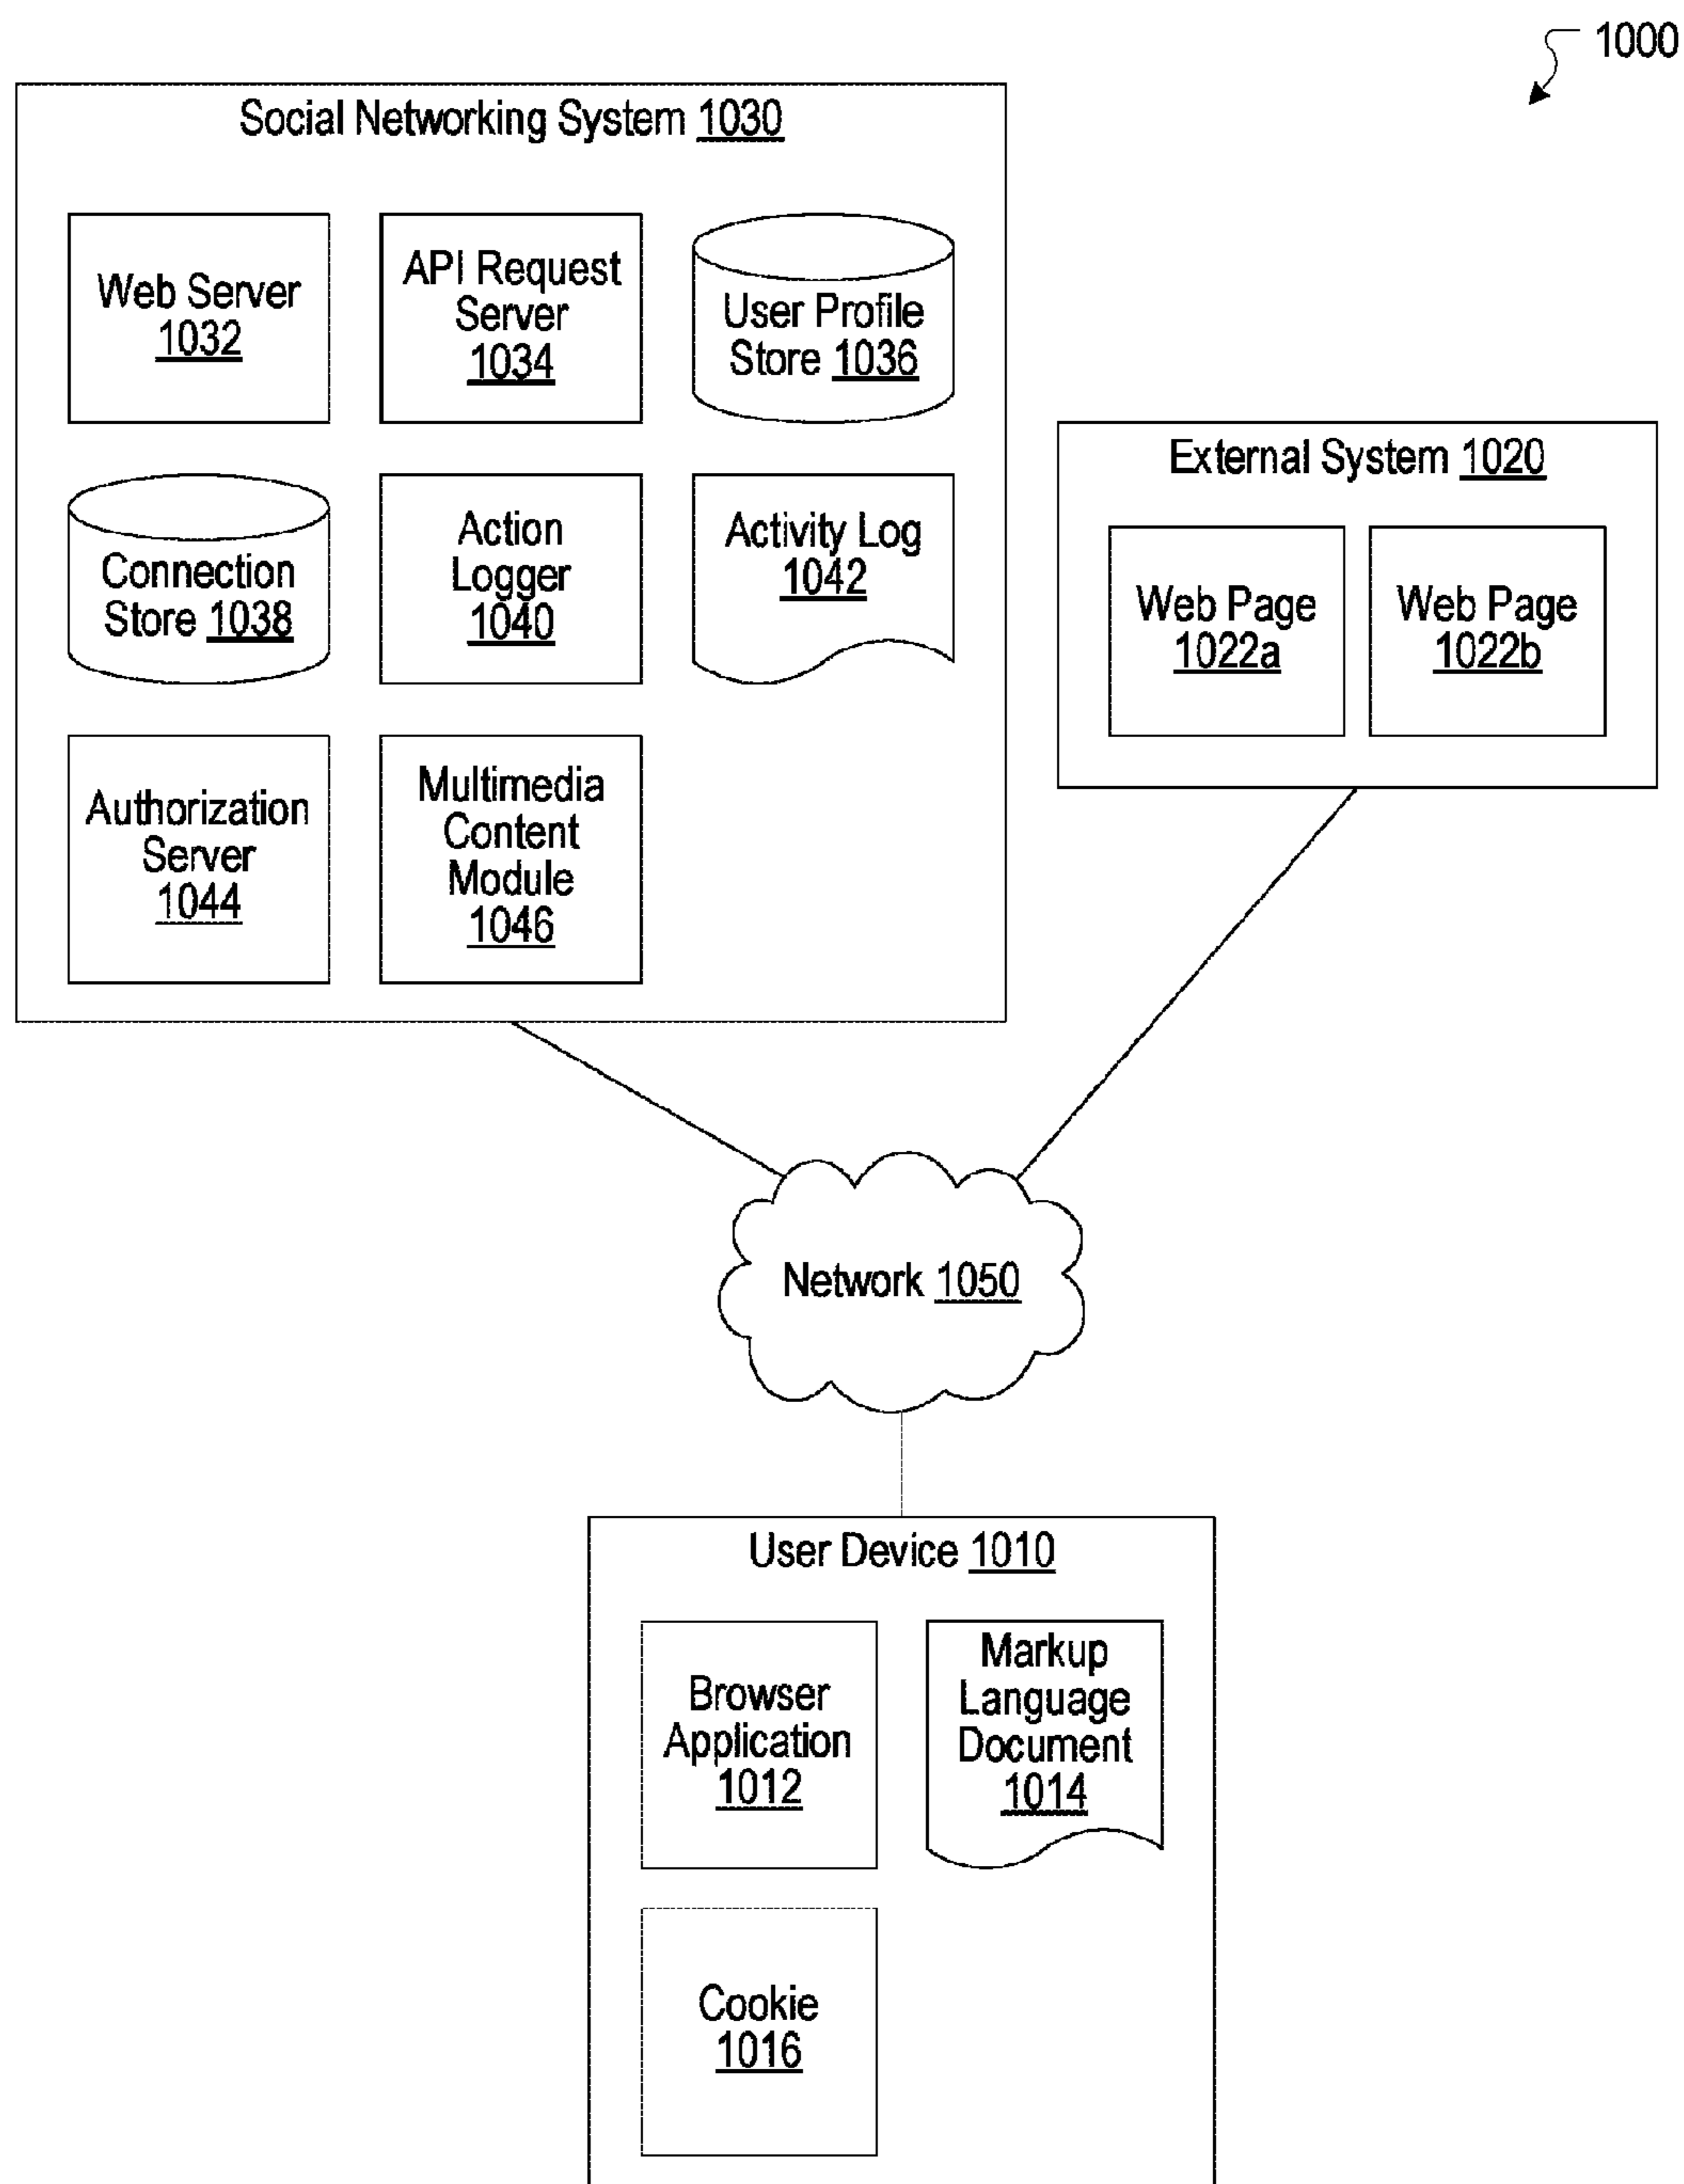 1000
Social Networking System 1030
Web Server
1032
API Request
Server
1034
User Profile
Store 1036
Connection
Store 1038
Action
Logger
1040
Activity Log
1042
Authorization
Server
1044
Multimedia
Content
Module
1046
External System 1020
Web Page
1022a
Web Page
1022b
Network 1050
User Device 1010
Browser
Application
1012
Markup
Language
Document
1014
Cookie
1016